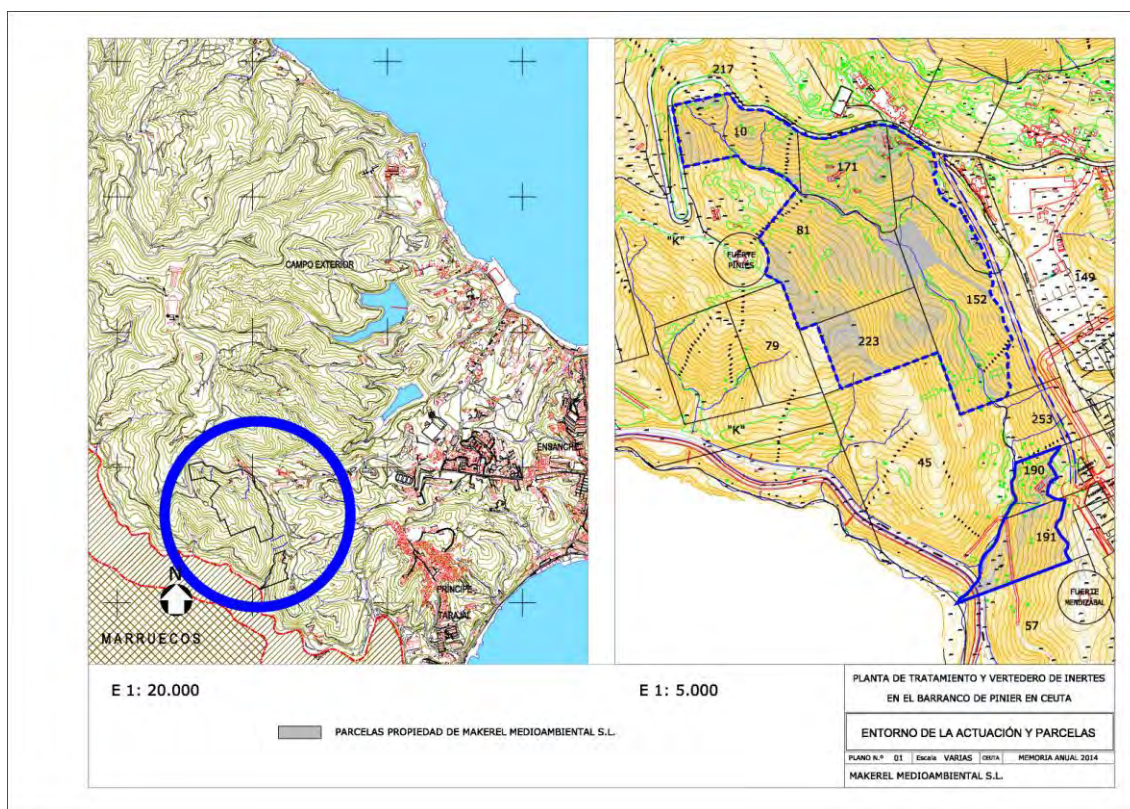 CAMPO EXTERIOR
ENSANCHE
PRÍNCIPE
TARAJAL
N
MARRUECOS
217
10
171
"K"
81
FUERTE
PINIES
149
152
79
223
253
"K"
45
190
191
FUERTE
MENDIZABAL
57
E 1: 20.000
E 1: 5.000
PARCELAS PROPIEDAD DE MAKEREL MEDIOAMBIENTAL S.L.
PLANTA DE TRATAMIENTO Y VERTEDERO DE INERTES
EN EL BARRANCO DE PINIER EN CEUTA
ENTORNO DE LA ACTUACIÓN Y PARCELAS
PLANO N.º 01 Escala VARIAS CEUTA MEMORIA ANUAL 2014
MAKEREL MEDIOAMBIENTAL S.L.